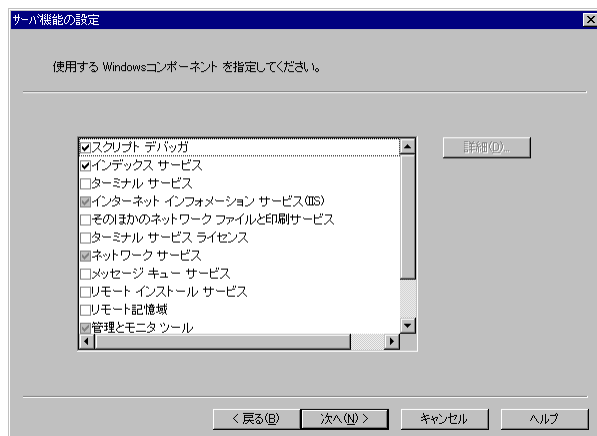 サーバ機能の設定
使用する Windowsコンポーネント を指定してください。
スクリプト デバッガ
詳細(D)...
インデックス サービス
ターミナル サービス
インターネット インフォメーション サービス(IIS)
そのほかのネットワーク ファイルと印刷サービス
ターミナル サービス ライセンス
ネットワーク サービス
メッセージ キュー サービス
リモート インストール サービス
リモート記憶域
管理とモニタ ツール
< 戻る(B)
次へ(N) >
キャンセル
ヘルプ